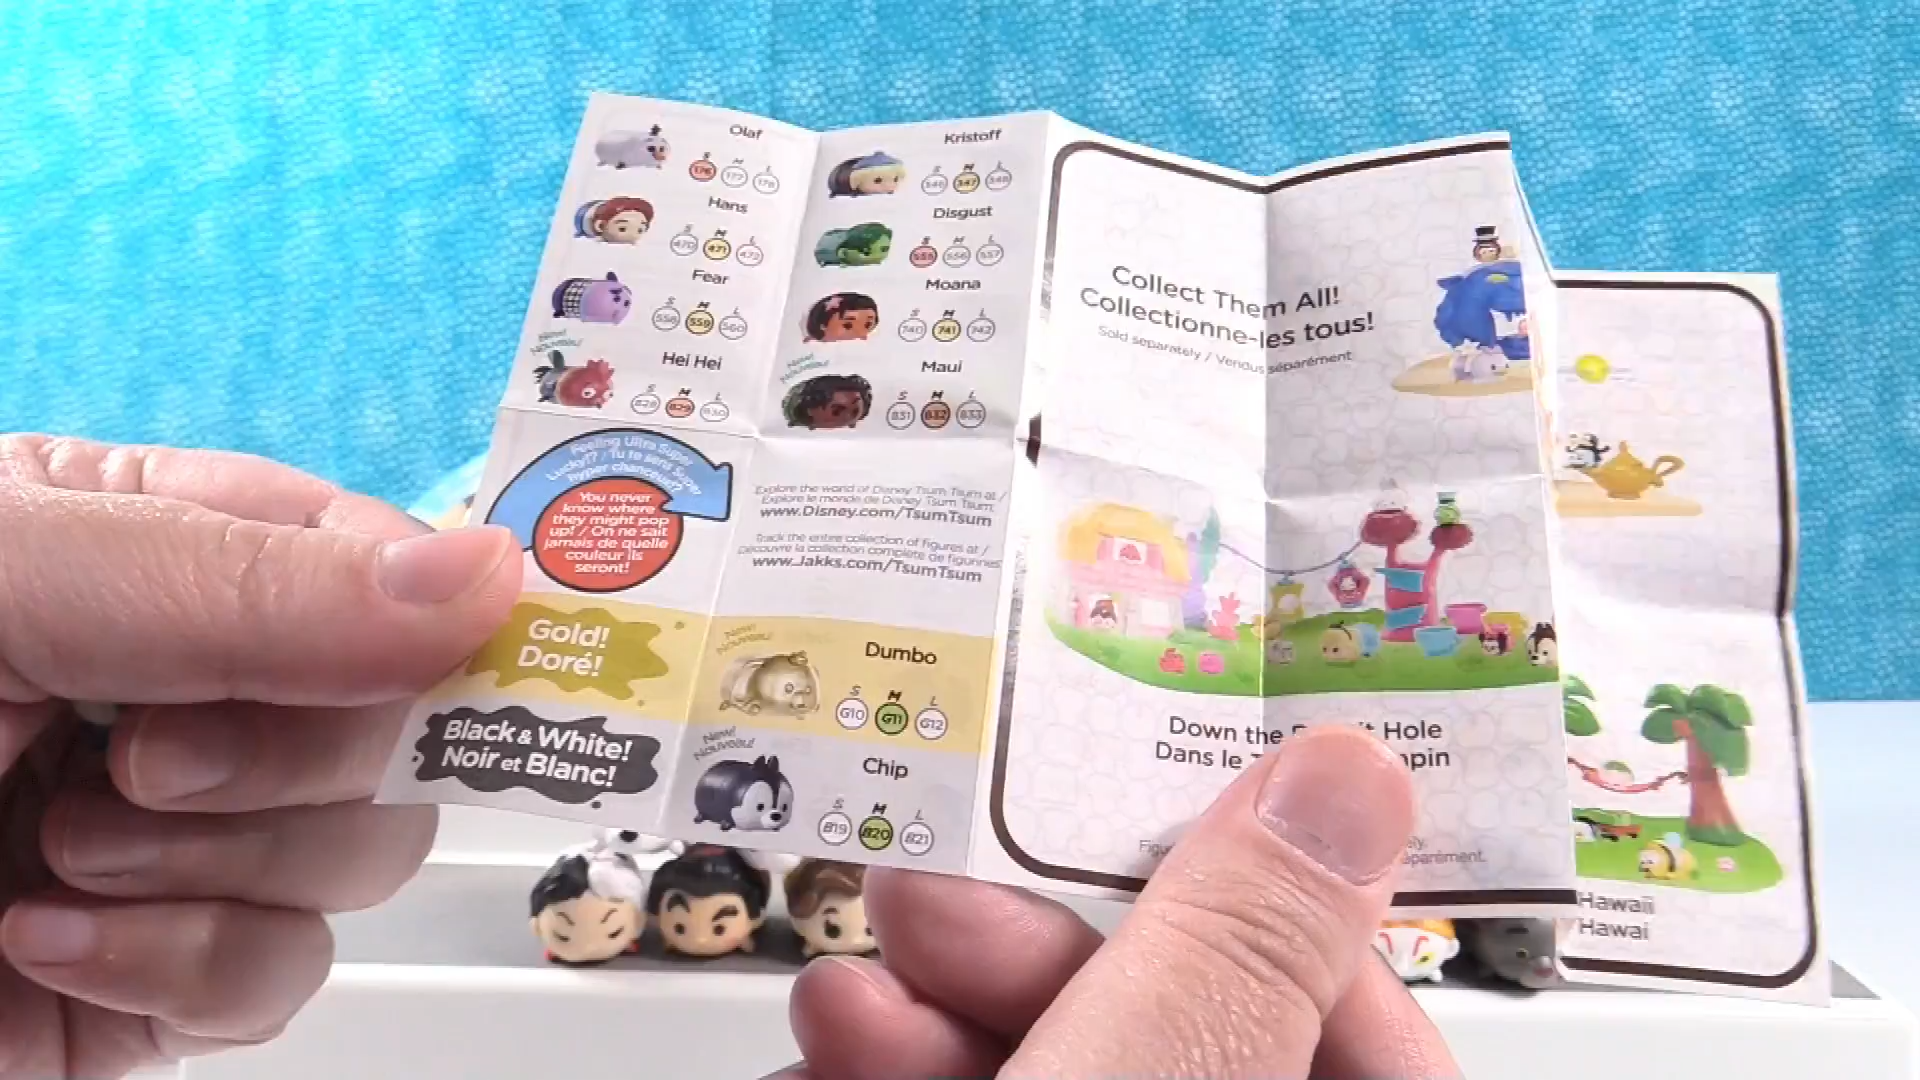 Olaf
S M L
176 177 178
Hans
470 471 472
Fear
S M L
558 559 560
New!
Nouveau!
Hei Hei
S M L
828 829 830
Kristoff
S M L
546 547 548
Disgust
S M L
555 556 557
Moana
S M L
740 741 742
New!
Nouveau!
Maui
S M L
831 832 833
Feeling Ultra Super
Lucky!? / Tu te sens Super
hyper chanceux?
You never
know where
they might pop
up! / On ne sait
jamais de quelle
couleur ils
seront!
Explore the world of Disney Tsum Tsum at /
Explore le monde de Disney Tsum Tsum:
www.Disney.com/TsumTsum
Track the entire collection of figures at /
Découvre la collection complète de figurines
www.Jakks.com/TsumTsum
Gold!
Doré!
New!
Nouveau!
Dumbo
S M L
G10 G11 G12
Black & White!
Noir et Blanc!
New!
Nouveau!
Chip
S M L
B19 B20 B21
Collect Them All!
Collectionne-les tous!
Sold separately / Vendus séparément
Down the Hole
Dans le
Hawaii
Hawaï